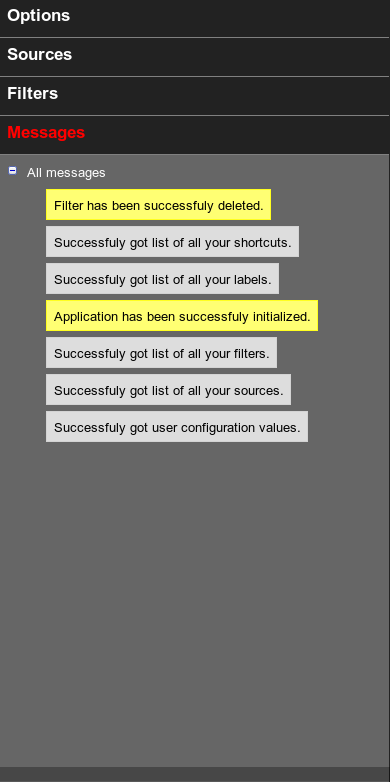 Options
Sources
Filters
Messages
All messages
Filter has been successfuly deleted.
Successfuly got list of all your shortcuts.
Successfuly got list of all your labels.
Application has been successfuly initialized.
Successfuly got list of all your filters.
Successfuly got list of all your sources.
Successfuly got user configuration values.